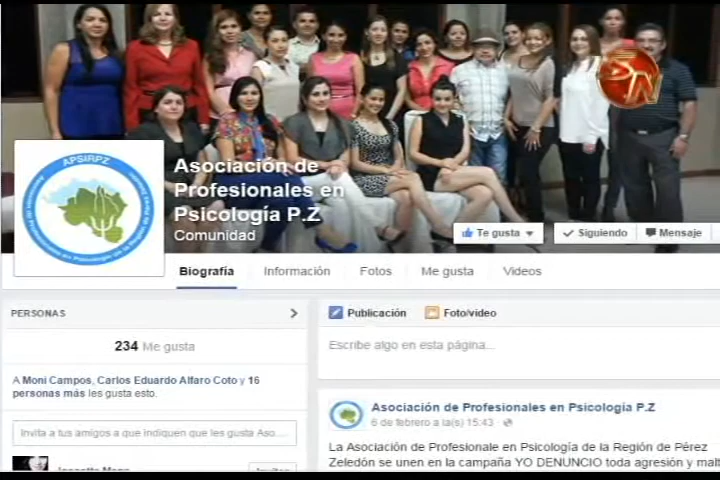 APSIRPZ
Asociación de
Profesionales en
Psicología P.Z
Comunidad
Te gusta
Siguiendo
Mensaje
Biografía
Información
Fotos
Me gusta
Videos
PERSONAS
234 Me gusta
A Moni Campos, Carlos Eduardo Alfaro Coto y 16
personas más les gusta esto.
Invita a tus amigos a que indiquen que les gusta Aso...
Publicación
Foto/video
Escribe algo en esta página...
Asociación de Profesionales en Psicología P.Z
6 de febrero a la(s) 15:43
La Asociación de Profesionale en Psicología de la Región de Pérez
Zeledón se unen en la campaña YO DENUNCIO toda agresión y malt